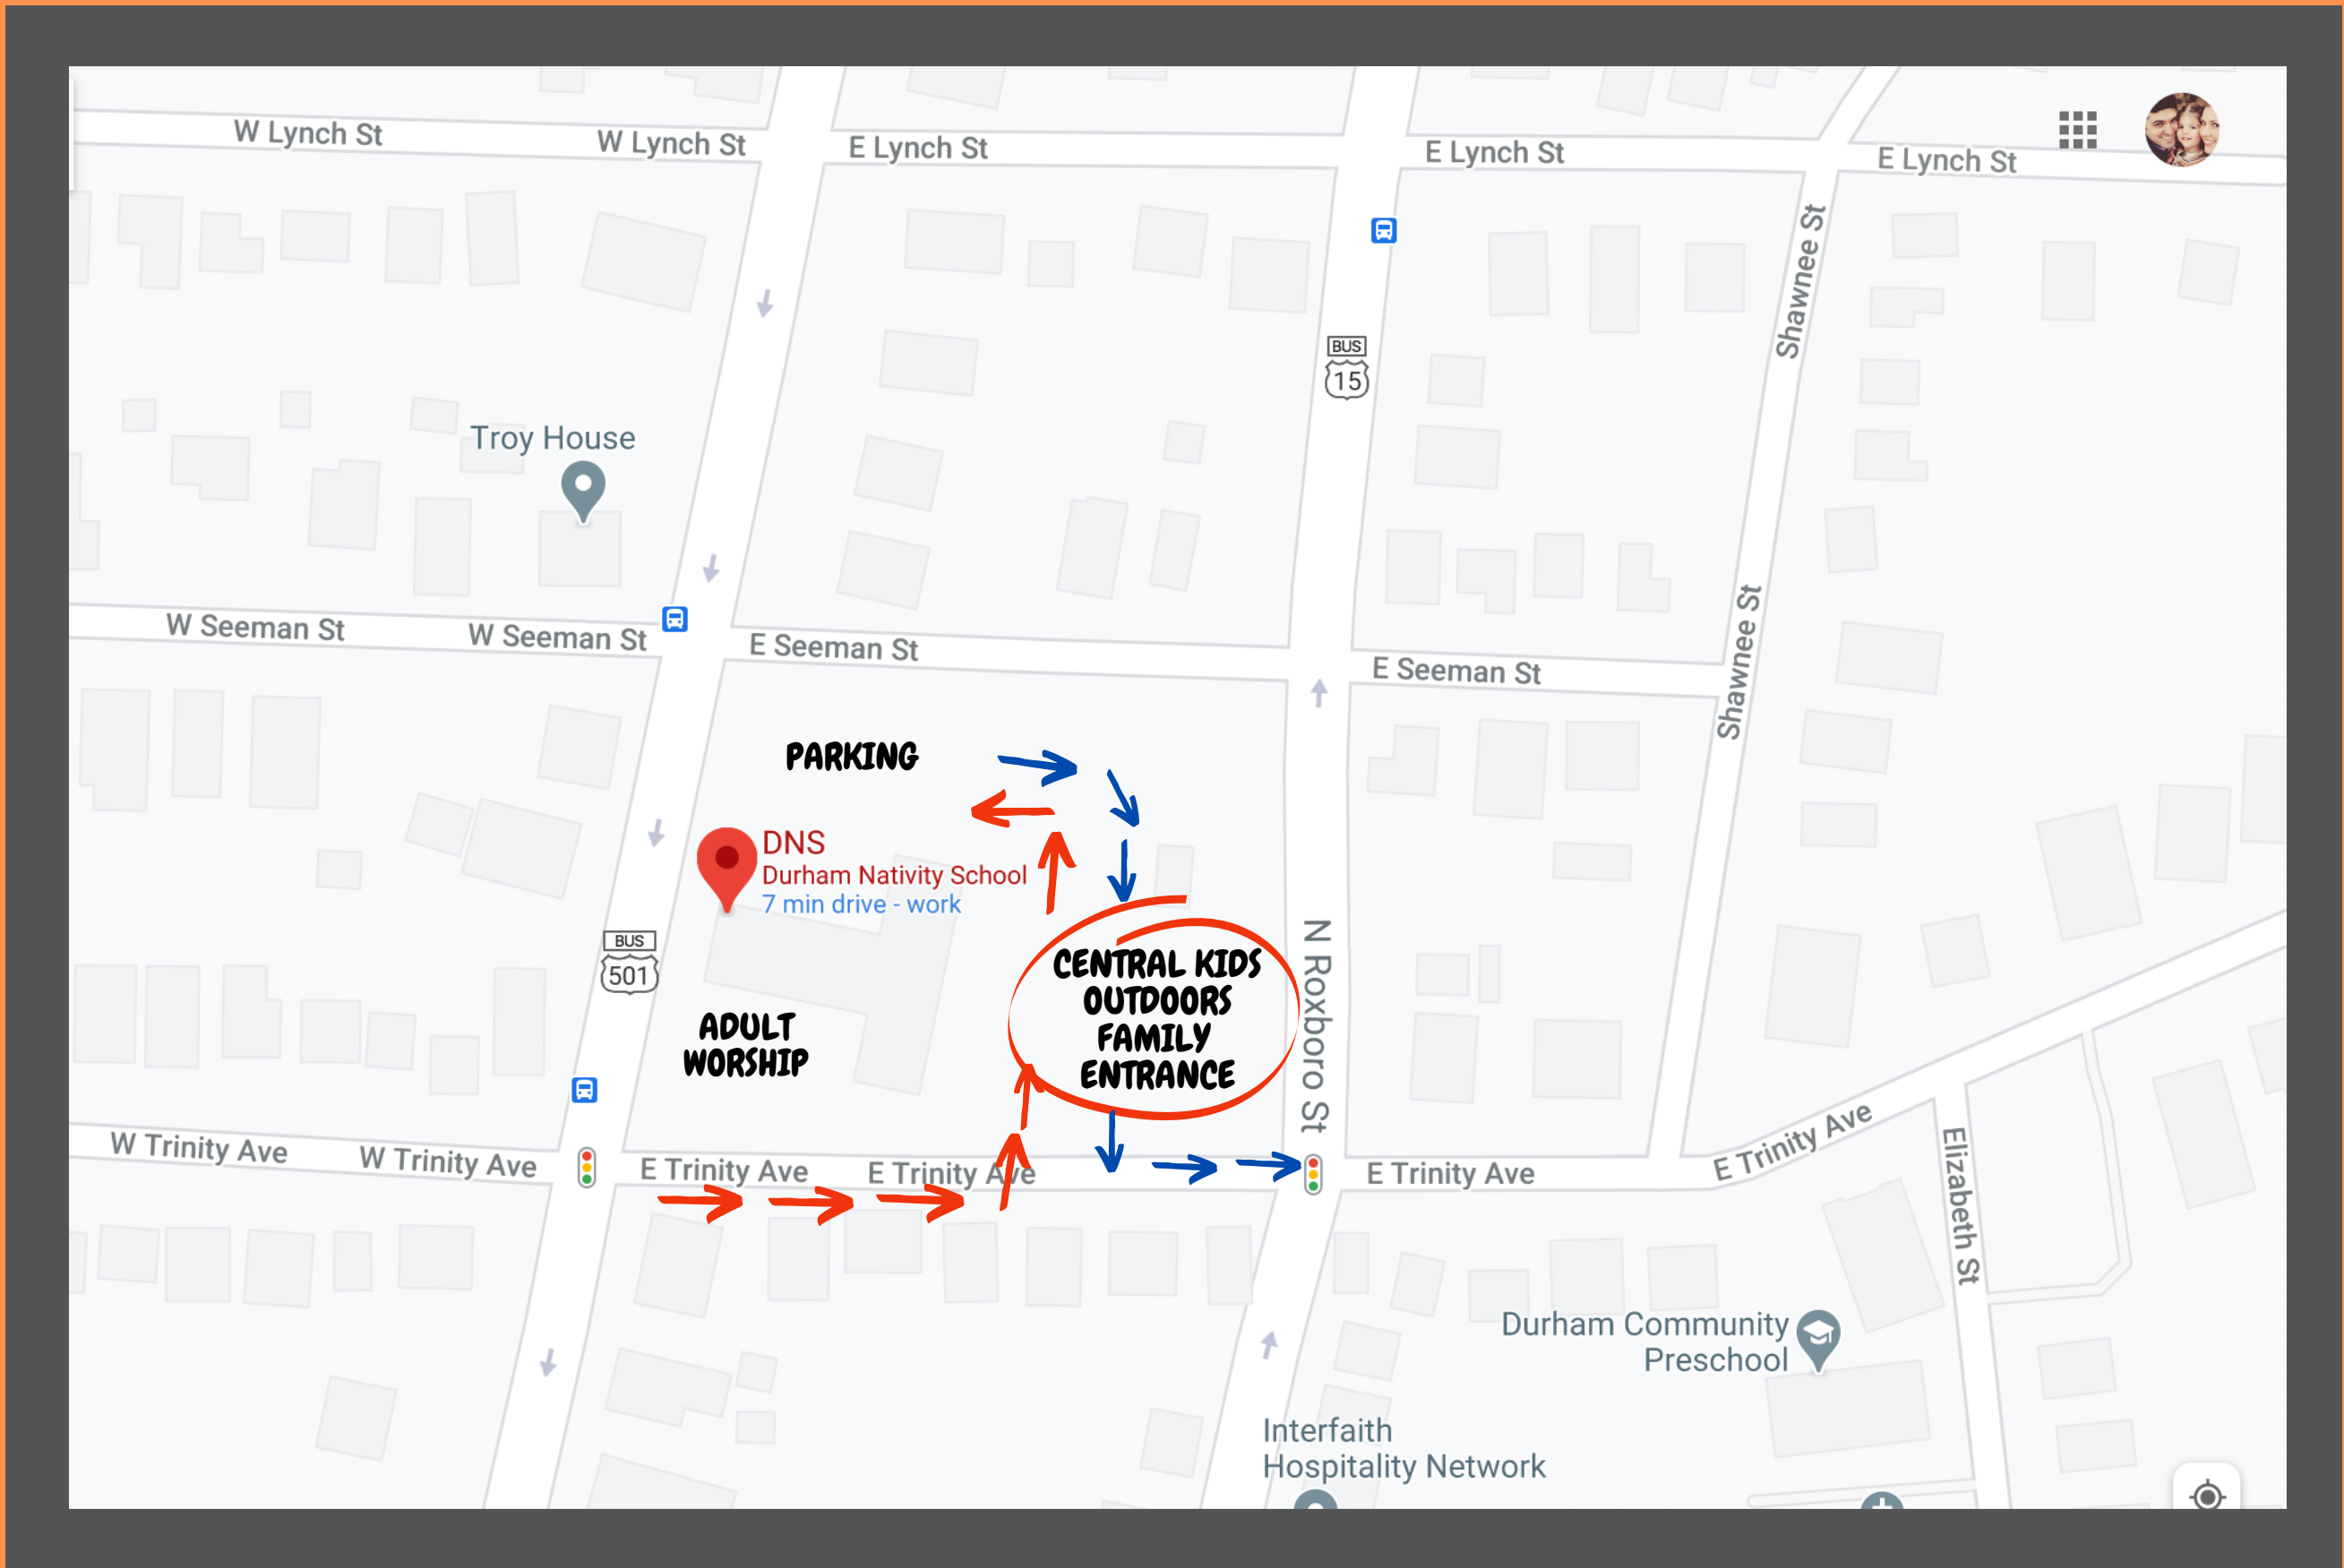 W Lynch St
W Lynch St
E Lynch St
E Lynch St
E Lynch St
Shawnee St
BUS
15
Troy House
W Seeman St
W Seeman St
E Seeman St
E Seeman St
Shawnee St
PARKING
DNS
Durham Nativity School
7 min drive - work
BUS
501
CENTRAL KIDS
OUTDOORS
FAMILY
ENTRANCE
N Roxboro St
ADULT
WORSHIP
W Trinity Ave
W Trinity Ave
E Trinity Ave
E Trinity Ave
E Trinity Ave
E Trinity Ave
Elizabeth St
Durham Community
Preschool
Interfaith
Hospitality Network